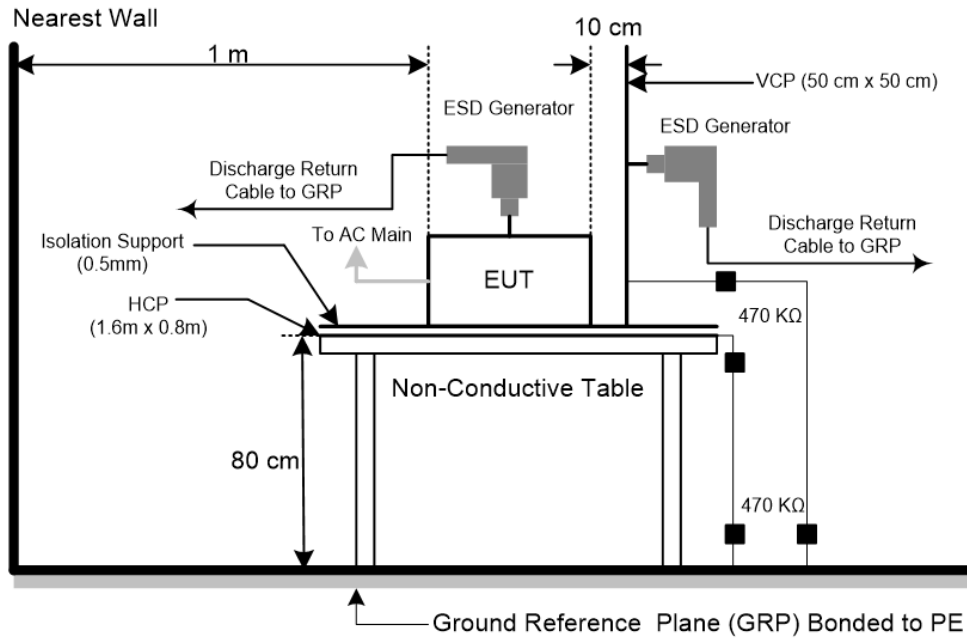 Nearest Wall
1 m
10 cm
VCP (50 cm x 50 cm)
ESD Generator
ESD Generator
Discharge Return
Cable to GRP
Discharge Return
Cable to GRP
To AC Main
Isolation Support
(0.5mm)
EUT
HCP
(1.6m x 0.8m)
470 KΩ
Non-Conductive Table
80 cm
470 KΩ
Ground Reference Plane (GRP) Bonded to PE